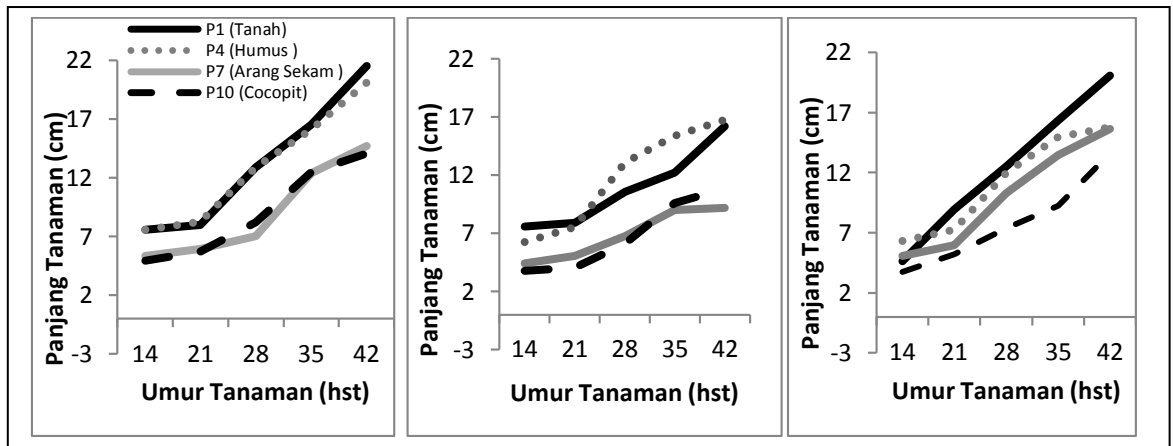 P1 (Tanah)
P4 (Humus )
P7 (Arang Sekam )
P10 (Cocopit)
Panjang Tanaman (cm)
22
17
12
7
2
-3
14 21 28 35 42
Umur Tanaman (hst)
Panjang Tanaman (cm)
22
17
12
7
2
-3
14 21 28 35 42
Umur Tanaman (hst)
Panjang Tanaman (cm)
22
17
12
7
2
-3
14 21 28 35 42
Umur Tanaman (hst)